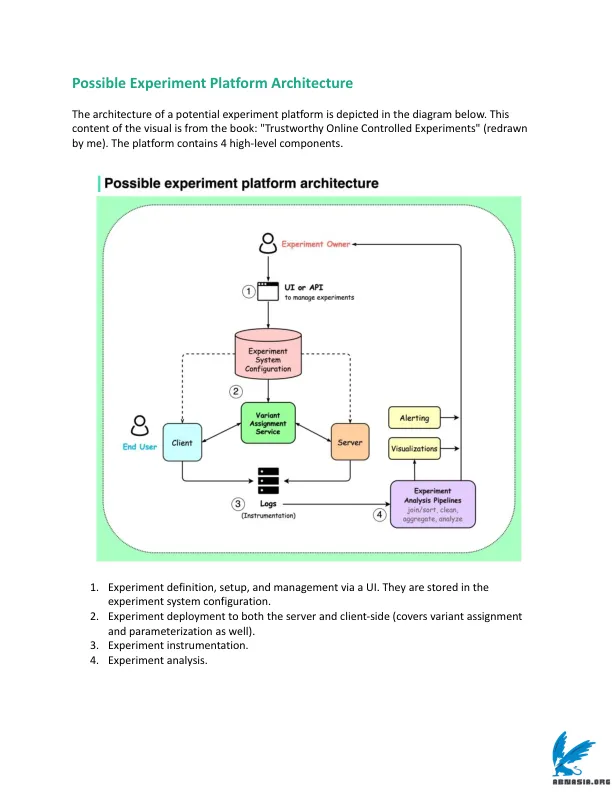 Possible Experiment Platform Architecture
The architecture of a potential experiment platform is depicted in the diagram below. This
content of the visual is from the book: "Trustworthy Online Controlled Experiments" (redrawn
by me). The platform contains 4 high-level components.
Possible experiment platform architecture
Experiment Owner
1
UI or API
to manage experiments
Experiment
System
Configuration
2
Variant
Assignment
Service
End User
Client
Server
Alerting
Visualizations
3
Logs
(Instrumentation)
4
Experiment
Analysis Pipelines
join/sort, clean,
aggregate, analyze
1. Experiment definition, setup, and management via a UI. They are stored in the
experiment system configuration.
2. Experiment deployment to both the server and client-side (covers variant assignment
and parameterization as well).
3. Experiment instrumentation.
4. Experiment analysis.
ABNASIA.ORG